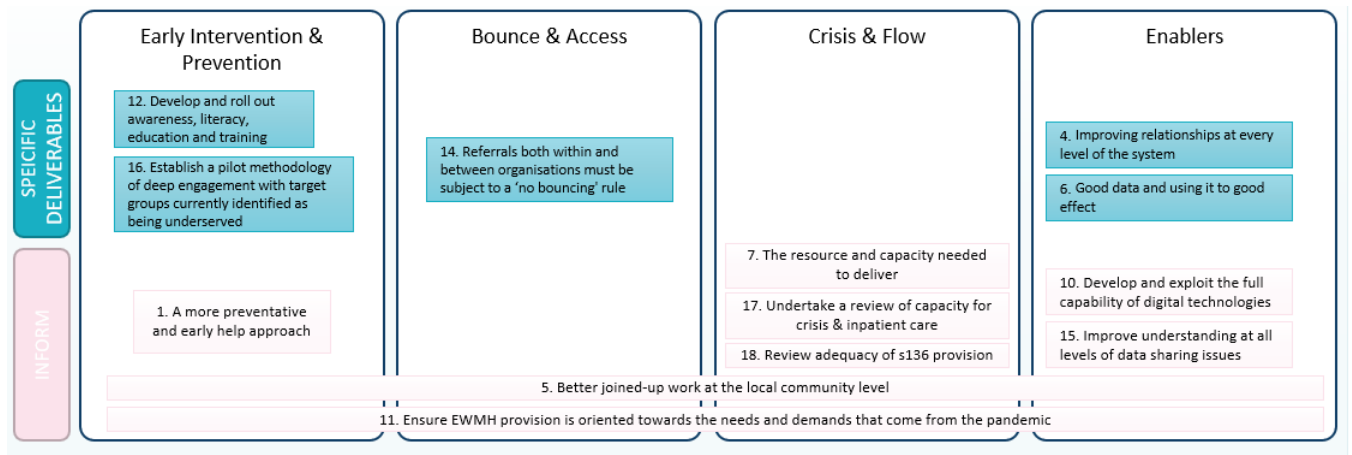 Early Intervention &
Prevention
Bounce & Access
Crisis & Flow
Enablers
SPEICIFIC
DELIVERABLES
12. Develop and roll out
awareness, literacy,
education and training
16. Establish a pilot methodology
of deep engagement with target
groups currently identified as
being underserved
14. Referrals both within and
between organisations must be
subject to a ‘no bouncing’ rule
4. Improving relationships at every
level of the system
6. Good data and using it to good
effect
INFORM
1. A more preventative
and early help approach
7. The resource and capacity needed
to deliver
17. Undertake a review of capacity for
crisis & inpatient care
18. Review adequacy of s136 provision
10. Develop and exploit the full
capability of digital technologies
15. Improve understanding at all
levels of data sharing issues
5. Better joined-up work at the local community level
11. Ensure EWMH provision is oriented towards the needs and demands that come from the pandemic